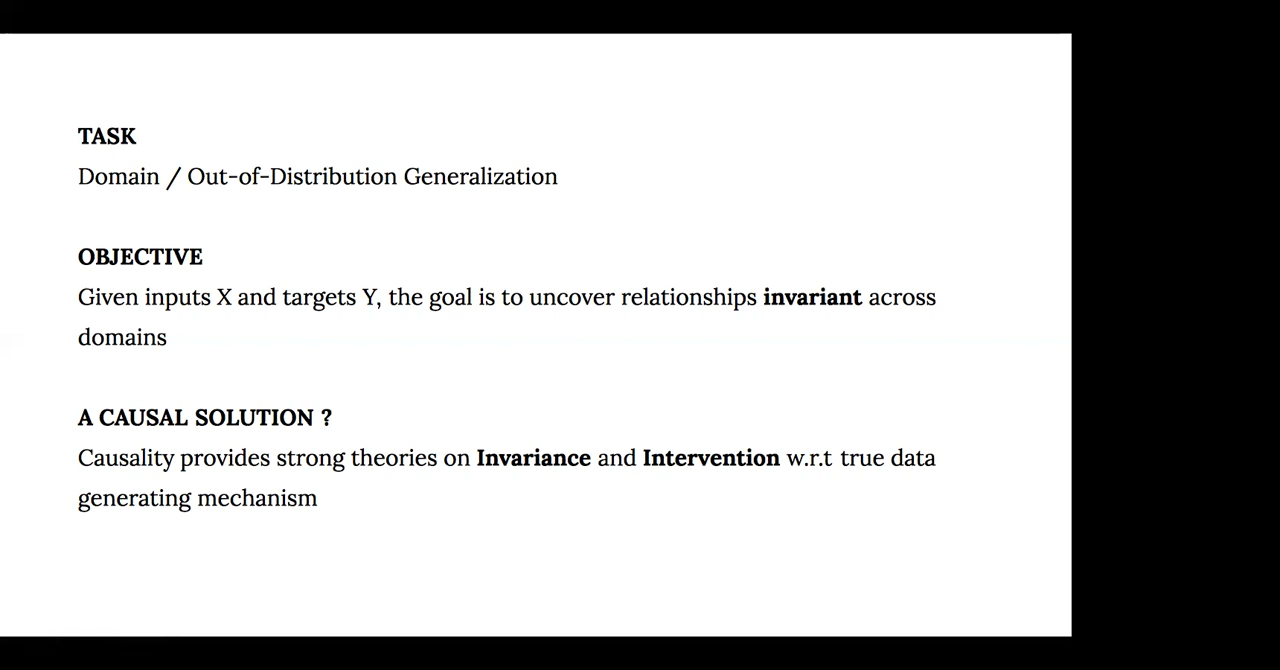 TASK
Domain / Out-of-Distribution Generalization
OBJECTIVE
Given inputs X and targets Y, the goal is to uncover relationships invariant across
domains
A CAUSAL SOLUTION ?
Causality provides strong theories on Invariance and Intervention w.r.t true data
generating mechanism